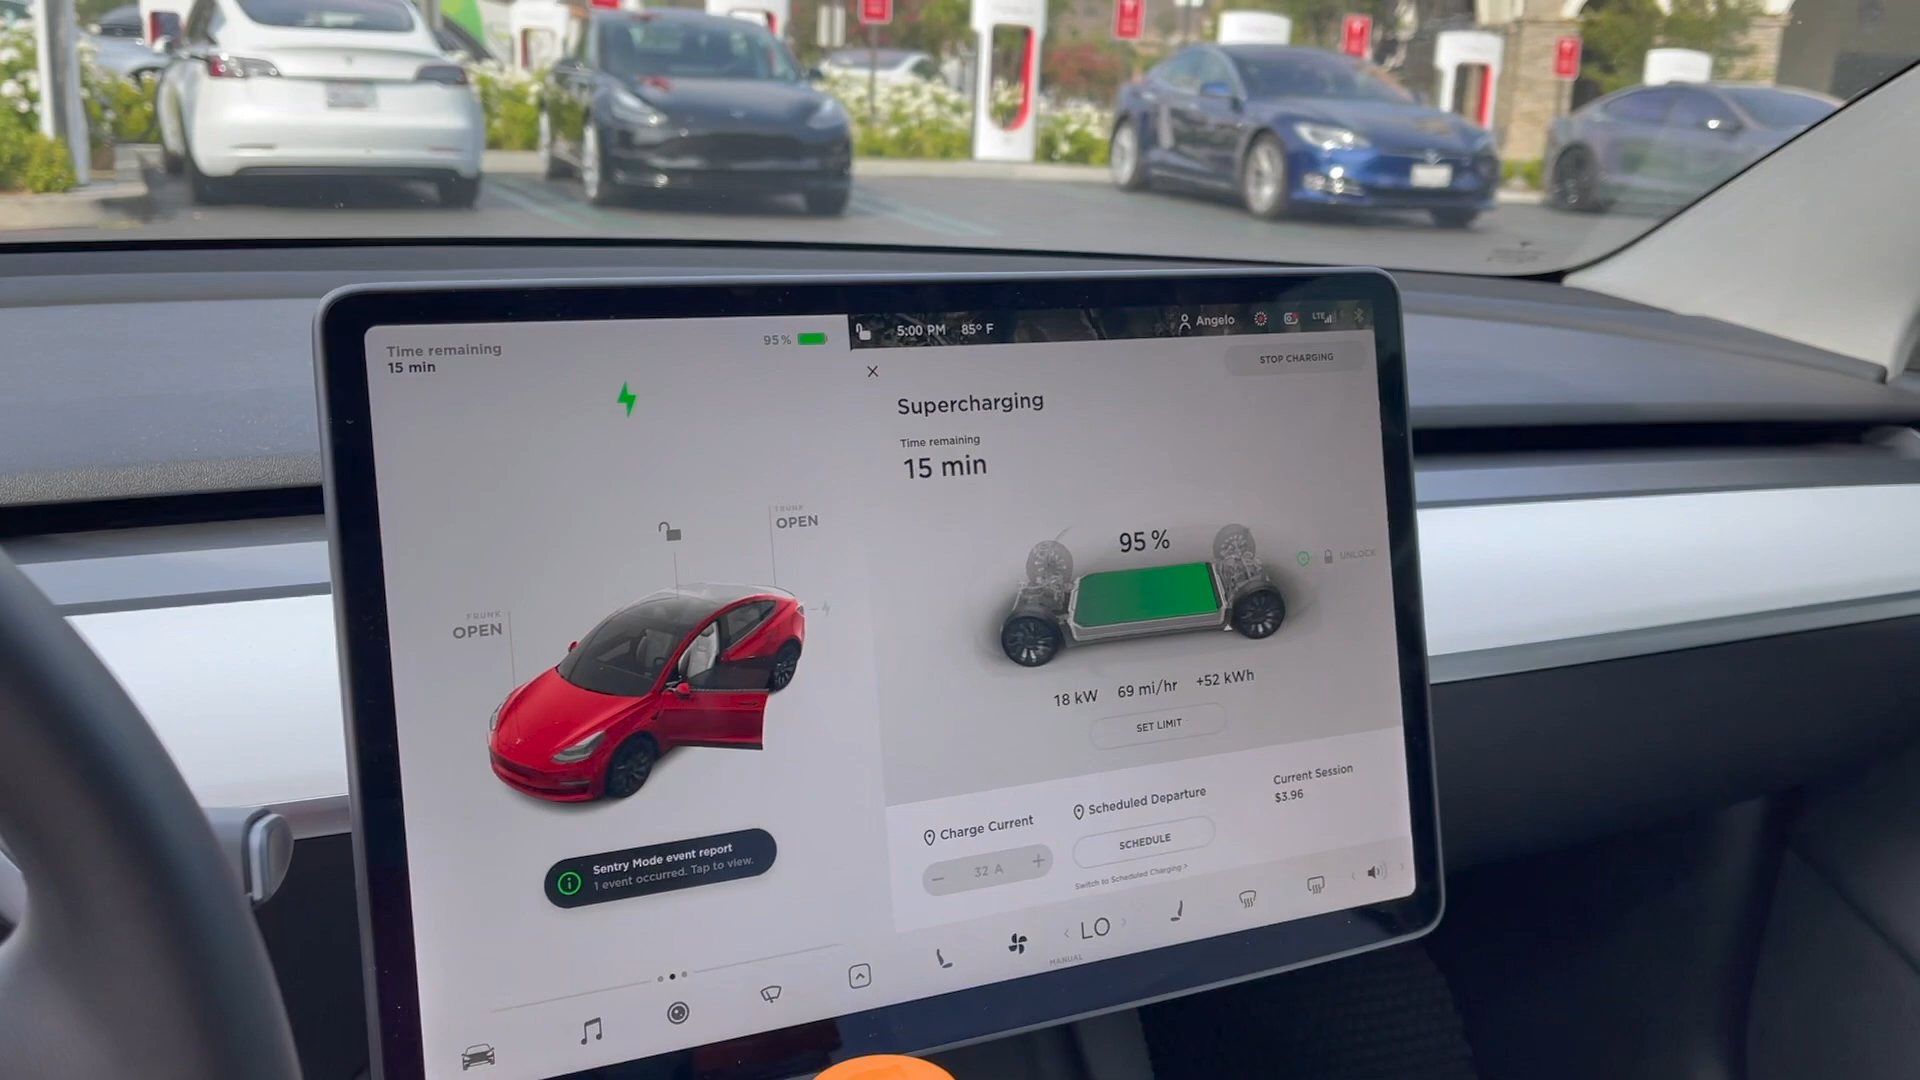 Time remaining
15 min
95 %
TRUNK
OPEN
FRUNK
OPEN
Sentry Mode event report
1 event occurred. Tap to view.
5:00 PM
85° F
Angelo
LTE
STOP CHARGING
Supercharging
Time remaining
15 min
95 %
UNLOCK
18 kW
69 mi/hr
+52 kWh
SET LIMIT
Charge Current
32 A
Scheduled Departure
SCHEDULE
Switch to Scheduled Charging >
Current Session
$3.96
LO
MANUAL